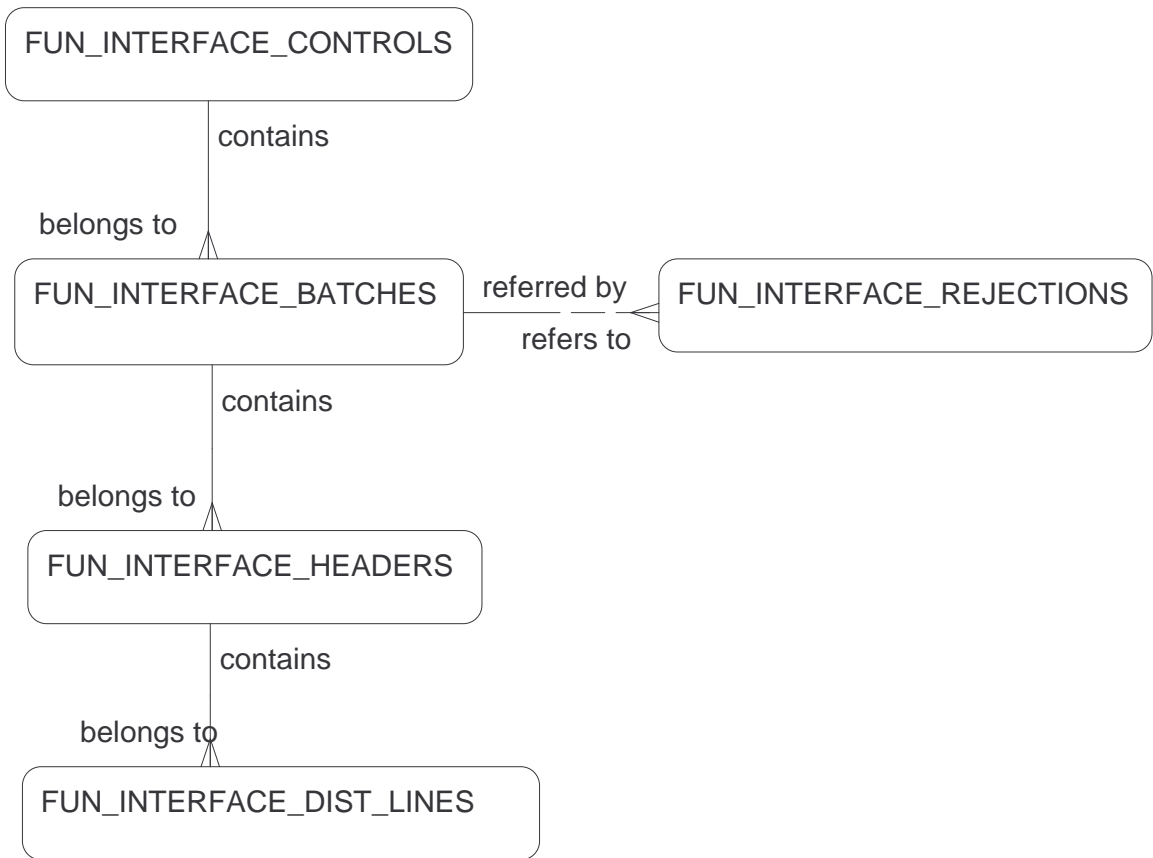 FUN_INTERFACE_CONTROLS
contains
belongs to
FUN_INTERFACE_BATCHES
referred by
FUN_INTERFACE_REJECTIONS
refers to
contains
belongs to
FUN_INTERFACE_HEADERS
contains
belongs to
FUN_INTERFACE_DIST_LINES